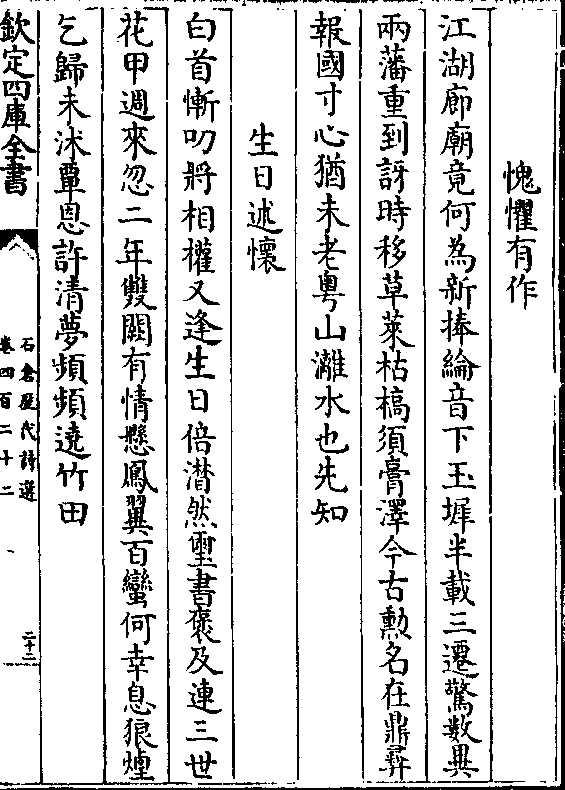 愧懼有作
江湖廊廟竟何為新捧綸音下玉墀半載三遷驚數異
兩藩重到訝時移草萊枯槁須膏澤今古勲名在鼎彛
報國寸心猶未老粤山灕水也先知
生日述懷
白首慚叨將相權又逢生日倍潸然璽書褒及連三世
花甲週來忽二年雙闕有情懸鳳翼百蠻何幸息狼煙
乞歸未沐覃恩許清夢頻頻遶竹田
欽定四庫全書
石倉歷代詩選
卷四百二十二
二十二